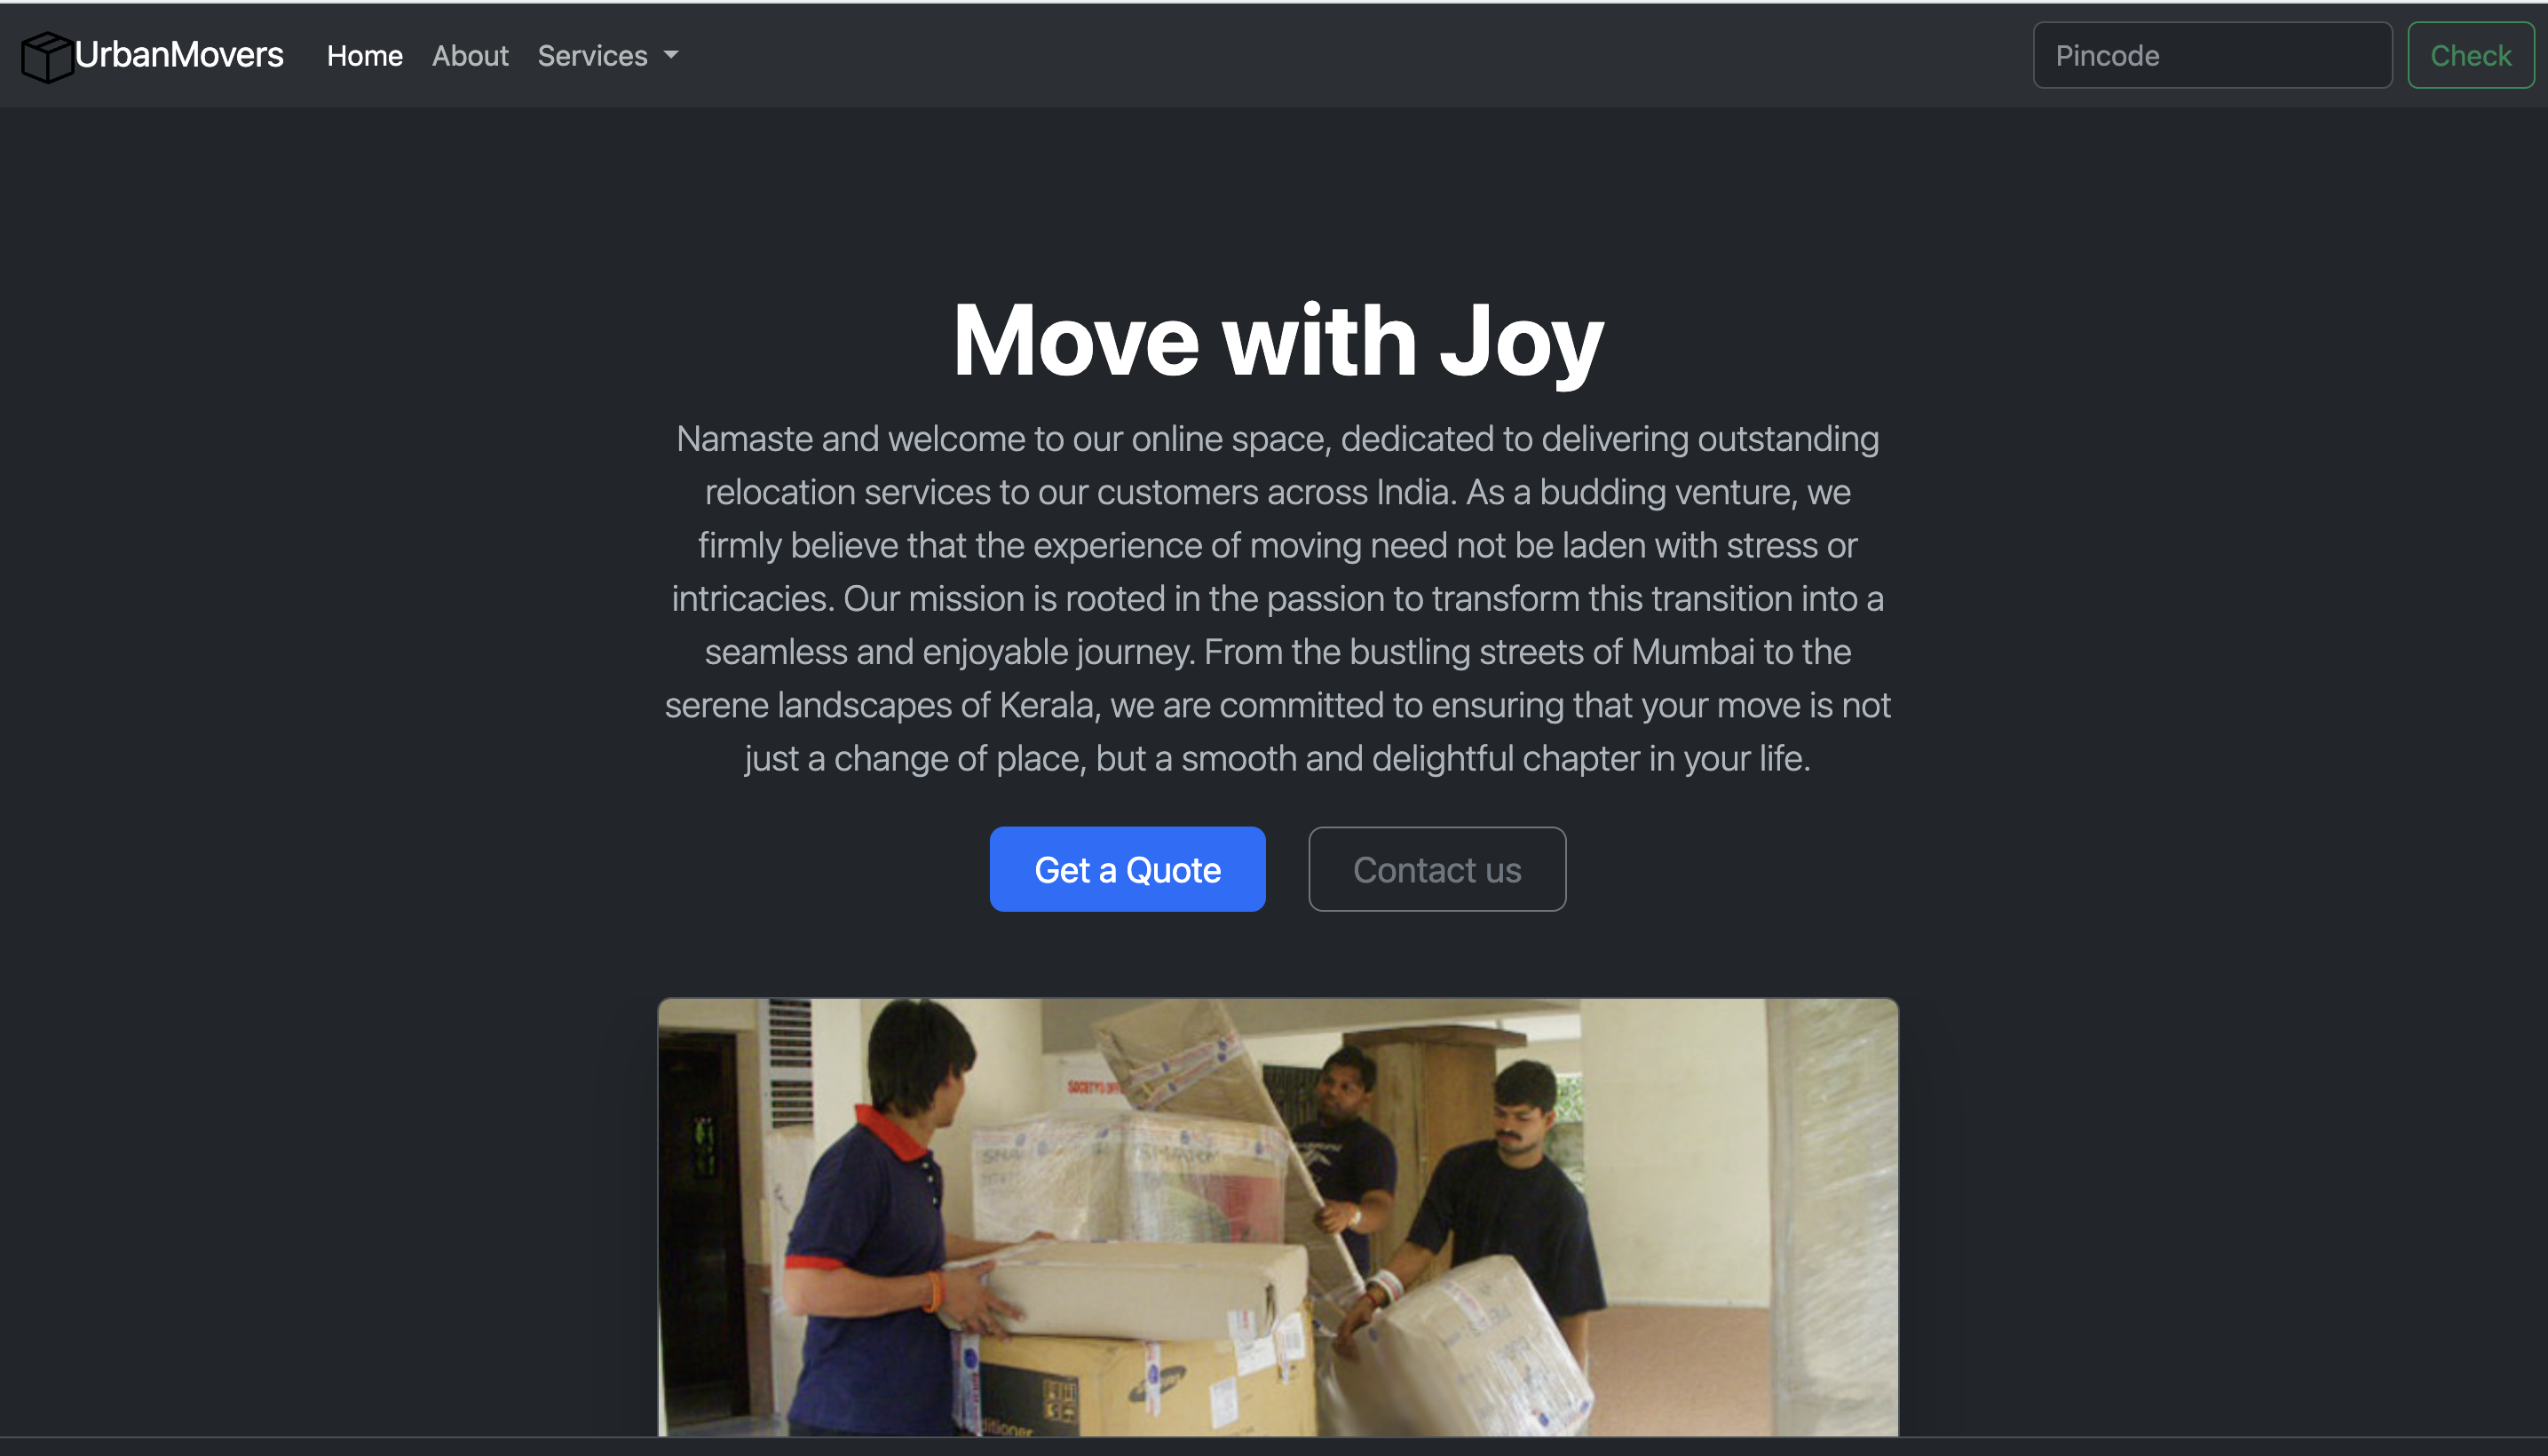 UrbanMovers Home About Services Pincode Check
Move with Joy
Namaste and welcome to our online space, dedicated to delivering outstanding
relocation services to our customers across India. As a budding venture, we
firmly believe that the experience of moving need not be laden with stress or
intricacies. Our mission is rooted in the passion to transform this transition into a
seamless and enjoyable journey. From the bustling streets of Mumbai to the
serene landscapes of Kerala, we are committed to ensuring that your move is not
just a change of place, but a smooth and delightful chapter in your life.
Get a Quote Contact us
SHARP